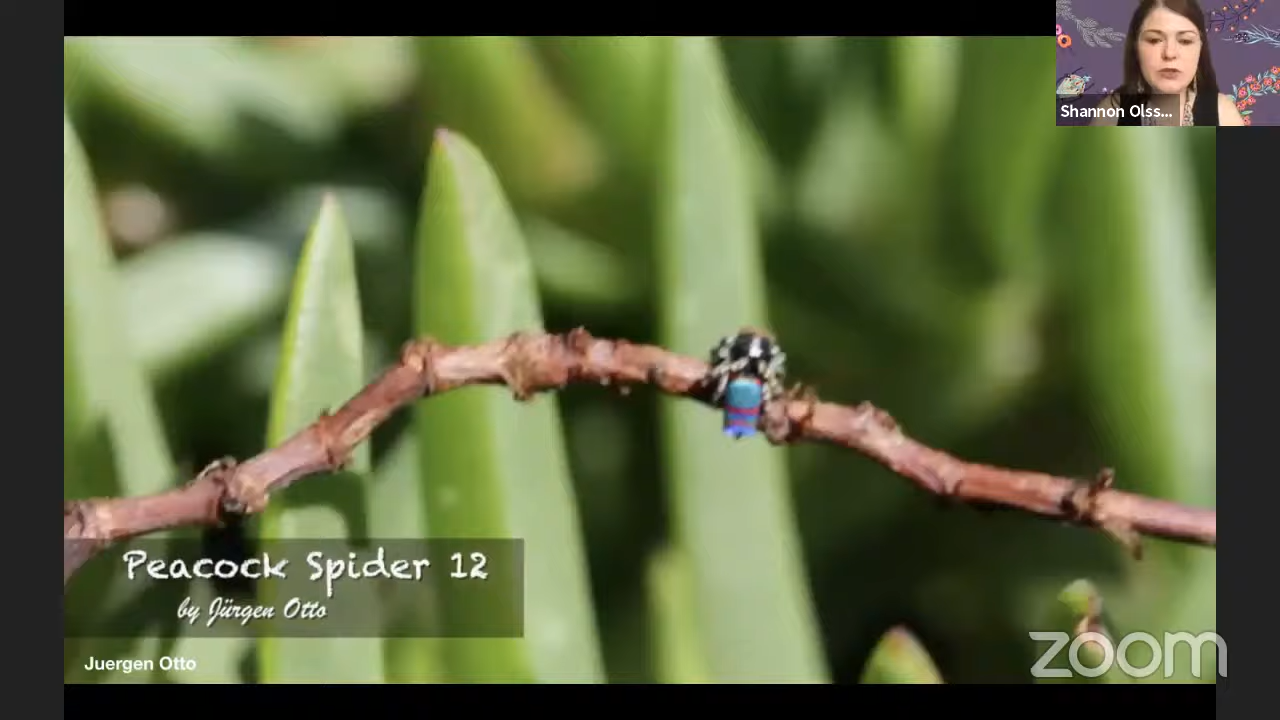 Shannon Olss...
Peacock Spider 12
by Jürgen Otto
Juergen Otto
zoom